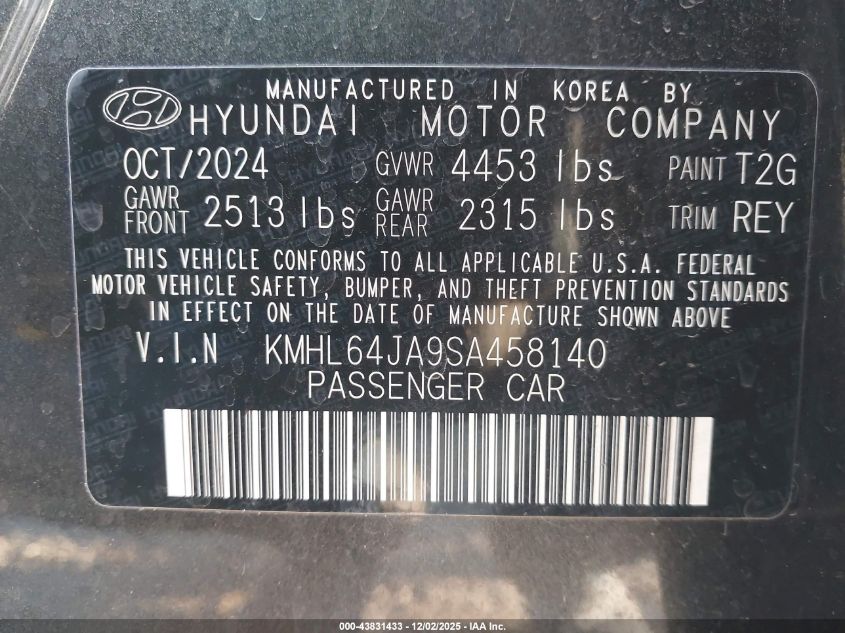 MANUFACTURED IN KOREA BY
HYUNDAI MOTOR COMPANY
OCT/2024 GVWR 4453 lbs PAINT T2G
GAWR FRONT 2513 lbs GAWR REAR 2315 lbs TRIM REY
THIS VEHICLE CONFORMS TO ALL APPLICABLE U.S.A. FEDERAL
MOTOR VEHICLE SAFETY, BUMPER, AND THEFT PREVENTION STANDARDS
IN EFFECT ON THE DATE OF MANUFACTURE SHOWN ABOVE
V.I.N KMHL64JA9SA458140
PASSENGER CAR
000-43831433 - 12/02/2025 - IAA Inc.